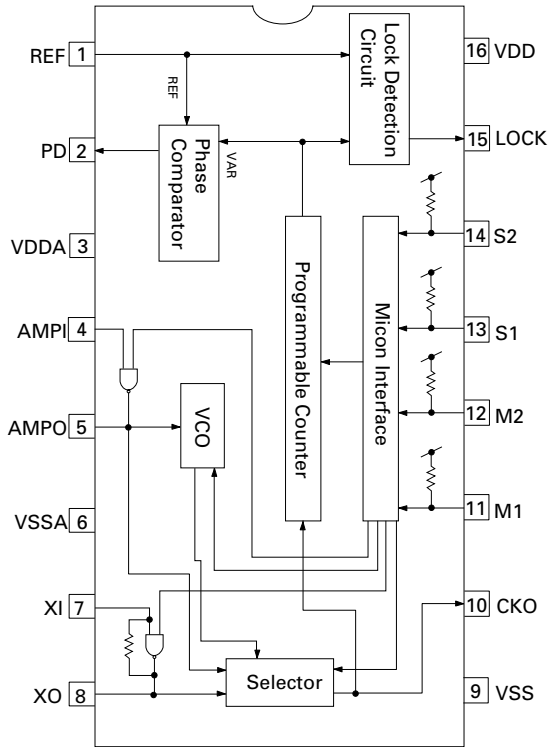 REF 1
PD 2
VDDA 3
AMPI 4
AMPO 5
VSSA 6
XI 7
XO 8
16 VDD
15 LOCK
14 S2
13 S1
12 M2
11 M1
10 CKO
9 VSS
Lock Detection
Circuit
REF
Phase
Comparator
VAR
Programmable Counter
Micon Interface
VCO
Selector